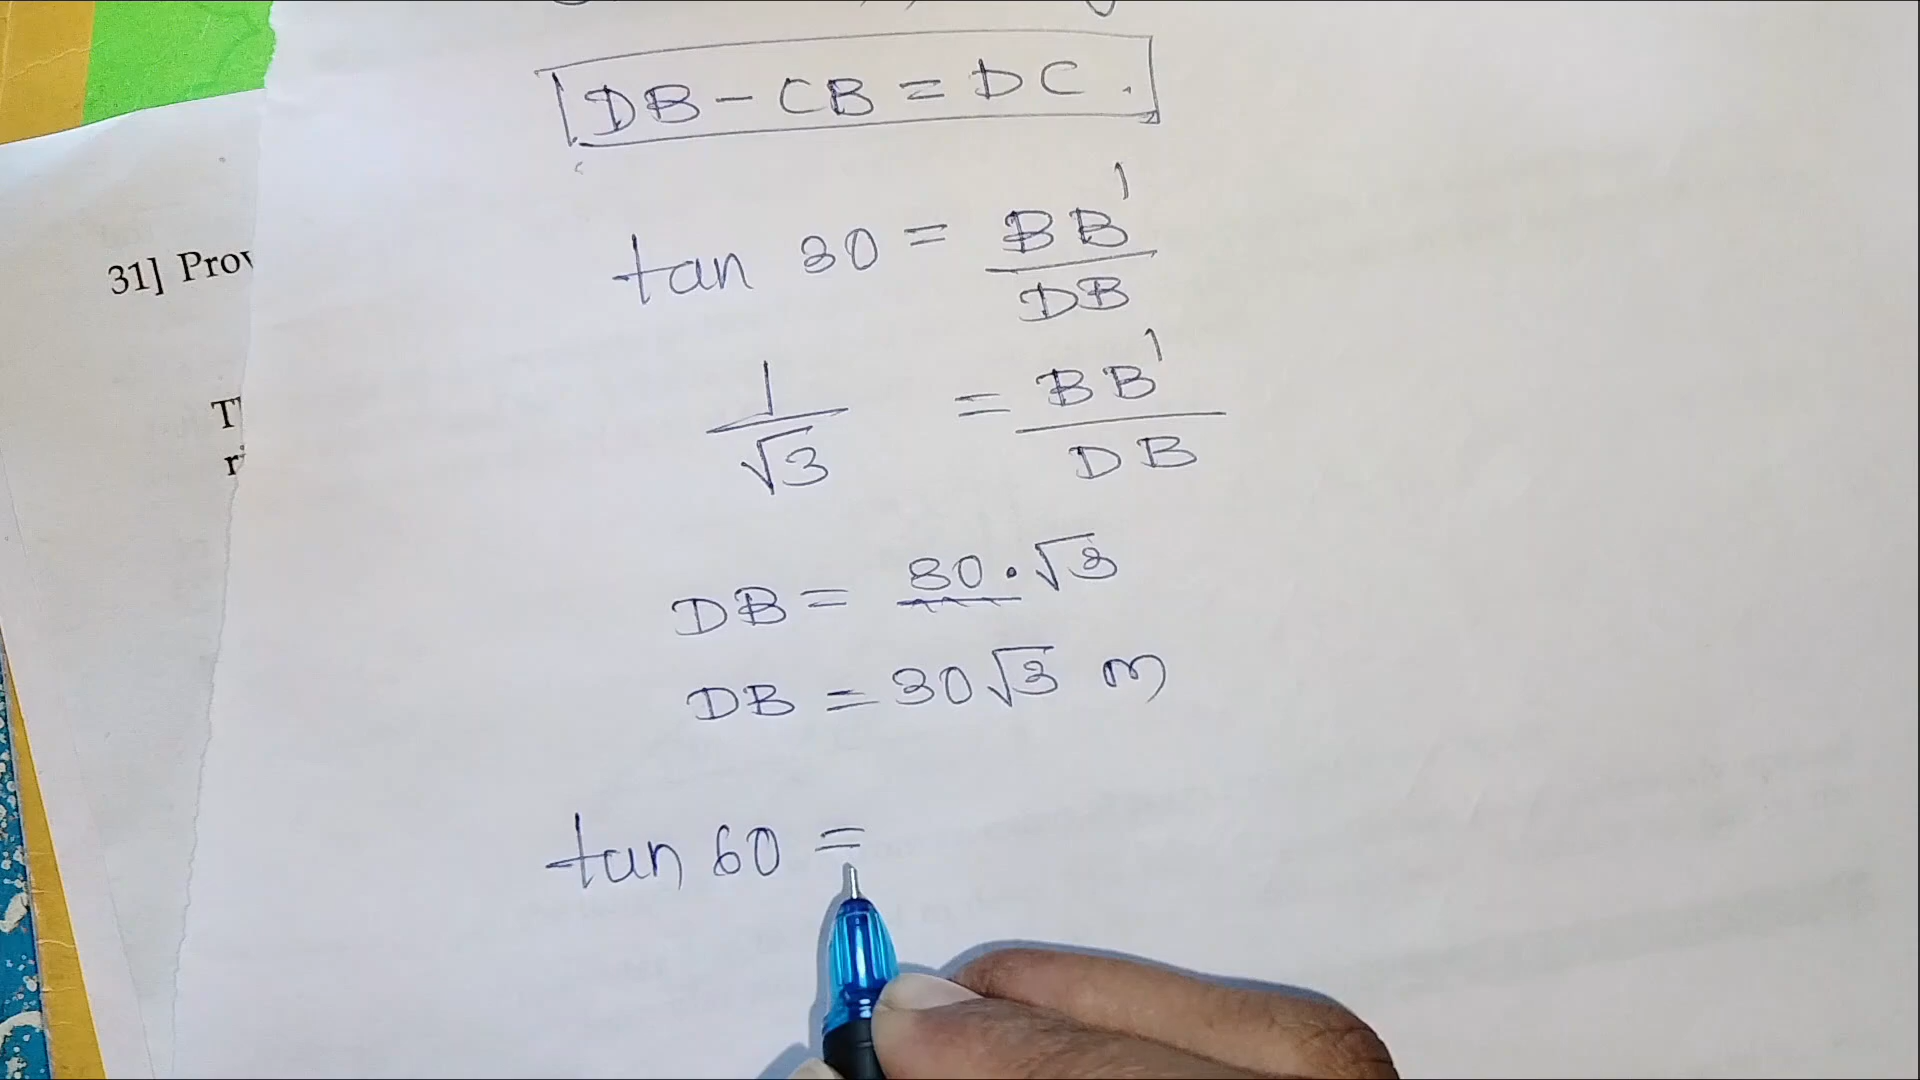 DB - CB = DC.
tan 30 = BB'/DB
1/√3 = BB'/DB
DB = 30 · √3
DB = 30√3 m
tan 60 =
31]